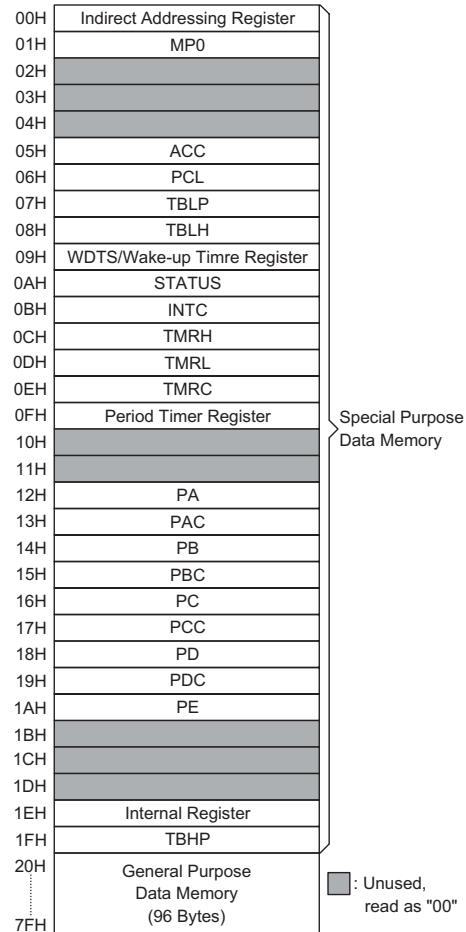 00H Indirect Addressing Register
01H MP0
02H
03H
04H
05H ACC
06H PCL
07H TBLP
08H TBLH
09H WDTS/Wake-up Timre Register
0AH STATUS
0BH INTC
0CH TMRH
0DH TMRL
0EH TMRC
0FH Period Timer Register
Special Purpose
Data Memory
10H
11H
12H PA
13H PAC
14H PB
15H PBC
16H PC
17H PCC
18H PD
19H PDC
1AH PE
1BH
1CH
1DH
1EH Internal Register
1FH TBHP
20H
General Purpose
Data Memory
(96 Bytes)
7FH
: Unused,
read as "00"